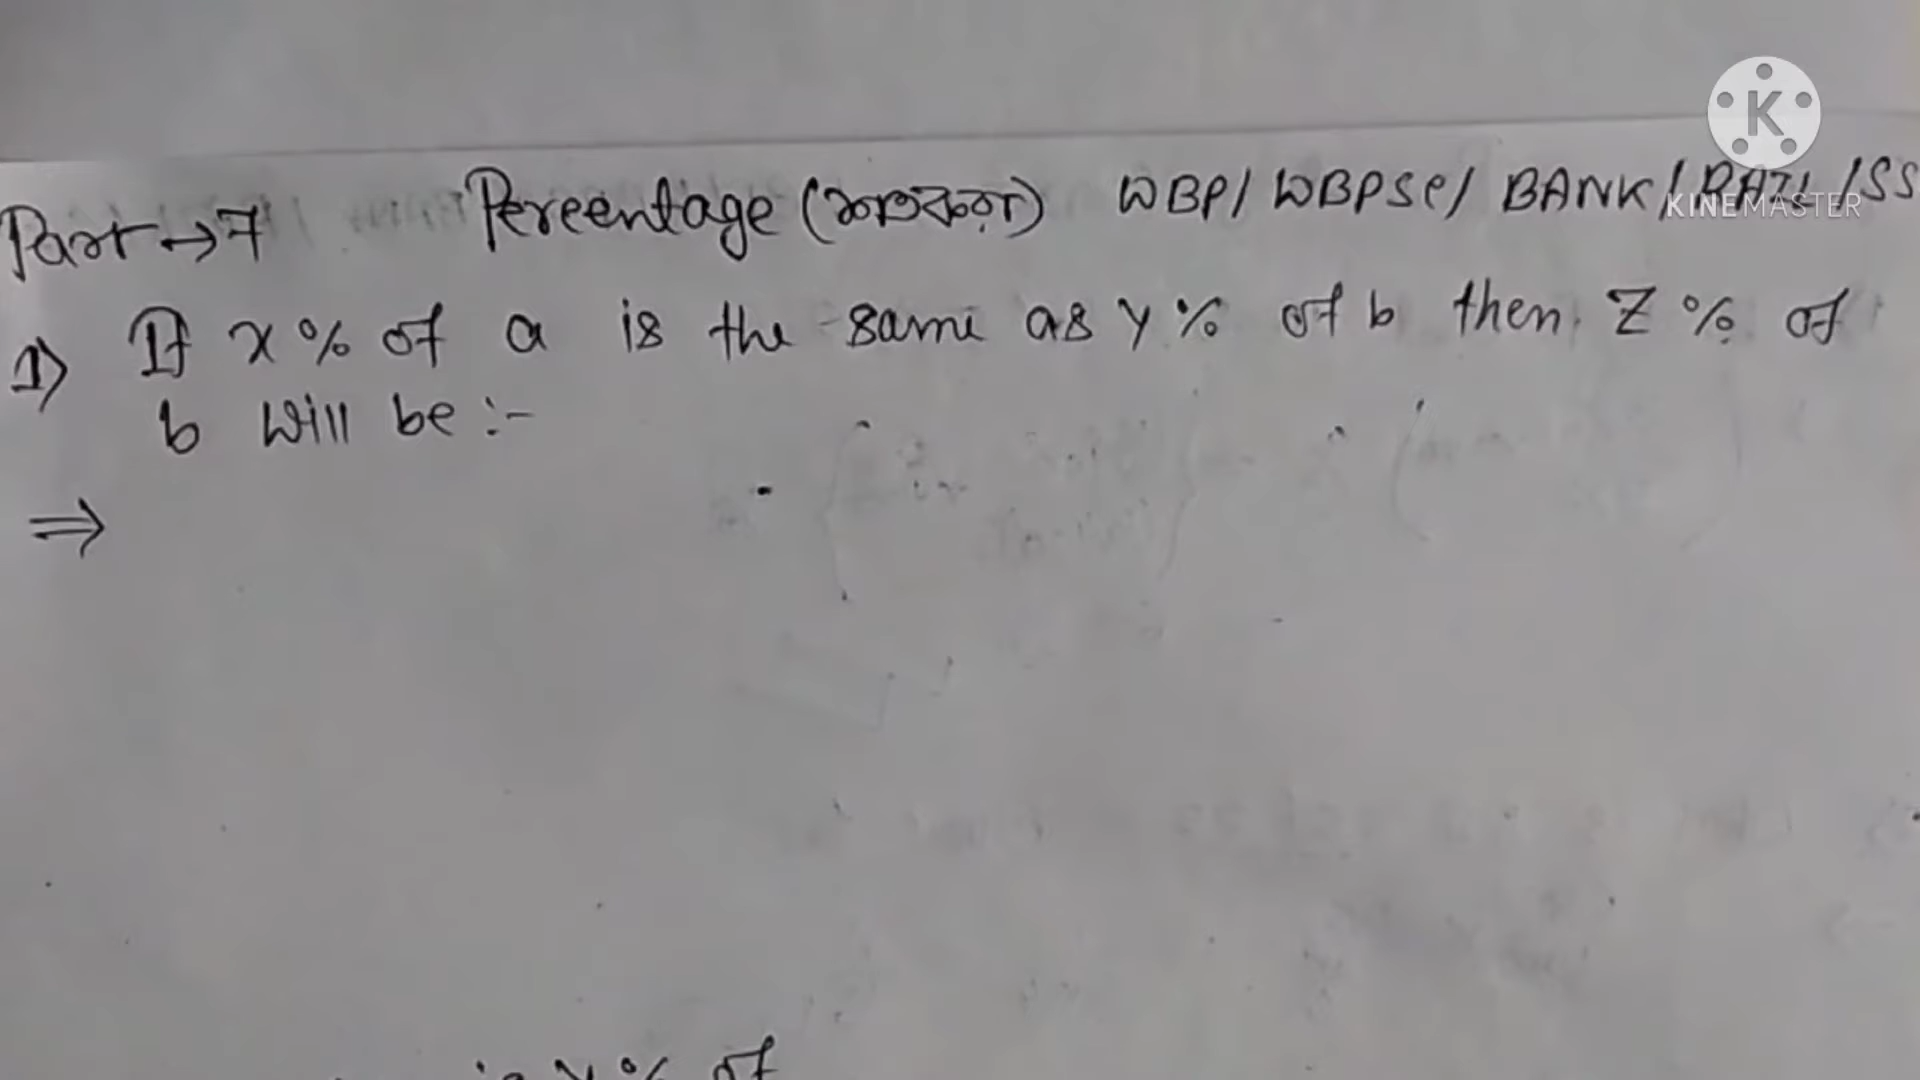 K
KINEMASTER
Part → 7 Percentage (শতকরা) WBP/ WBPSC/ BANK/ RAIL/SS
1) If x% of a is the same as y% of b then z% of
b will be :-
⇒
y% of